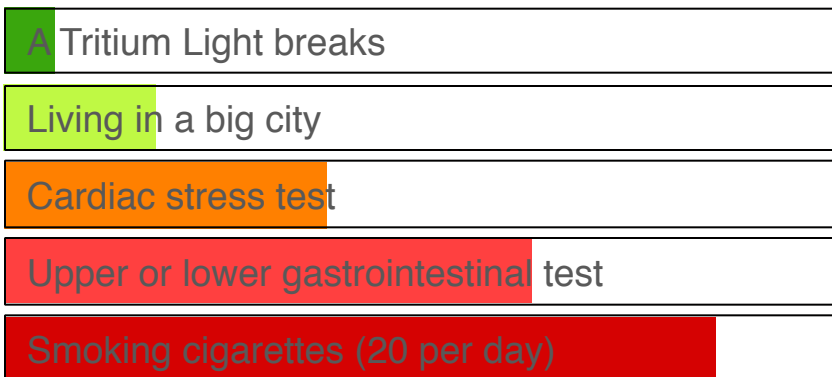 A Tritium Light breaks
Living in a big city
Cardiac stress test
Upper or lower gastrointestinal test
Smoking cigarettes (20 per day)